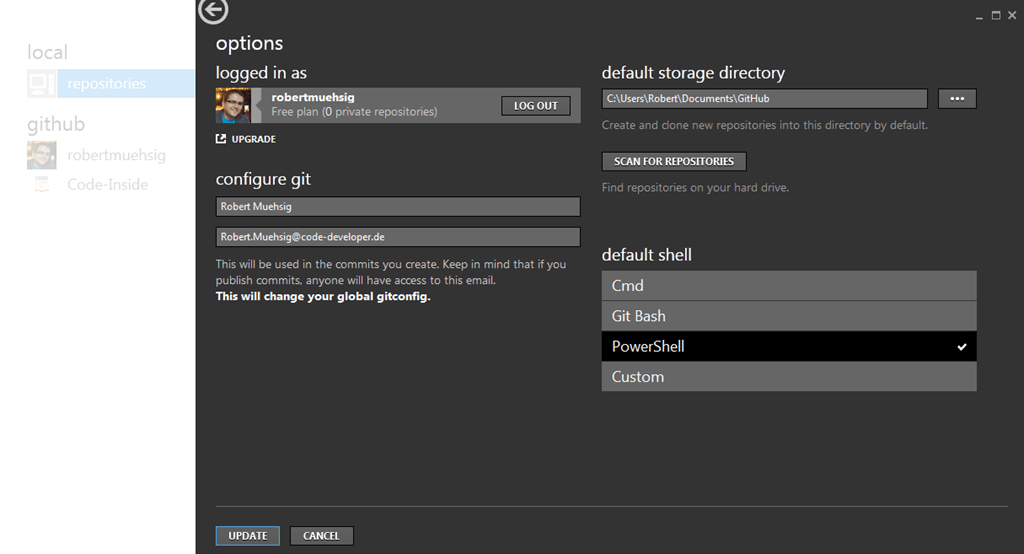 local
repositories
github
robertmuehsig
Code-Inside
options
logged in as
robertmuehsig
Free plan (0 private repositories)
LOG OUT
UPGRADE
configure git
Robert Muehsig
Robert.Muehsig@code-developer.de
This will be used in the commits you create. Keep in mind that if you
publish commits, anyone will have access to this email.
This will change your global gitconfig.
default storage directory
C:\Users\Robert\Documents\GitHub
Create and clone new repositories into this directory by default.
SCAN FOR REPOSITORIES
Find repositories on your hard drive.
default shell
Cmd
Git Bash
PowerShell
Custom
UPDATE
CANCEL